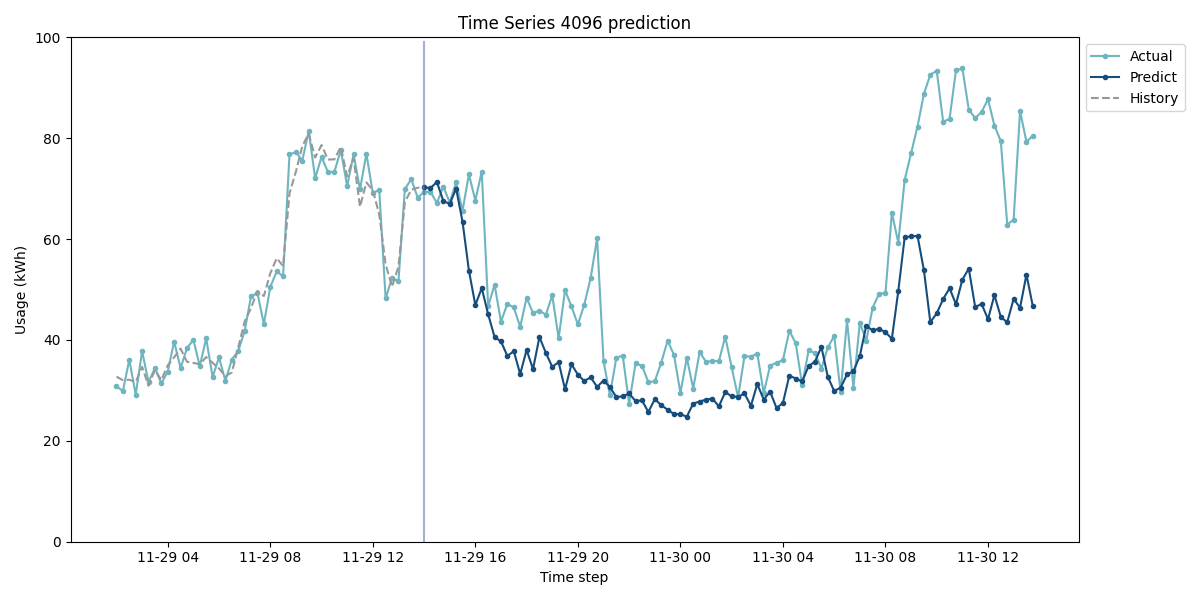 Time Series 4096 prediction
100
80
60
40
20
0
Usage (kWh)
11-29 04
11-29 08
11-29 12
11-29 16
11-29 20
11-30 00
11-30 04
11-30 08
11-30 12
Time step
Actual
Predict
History